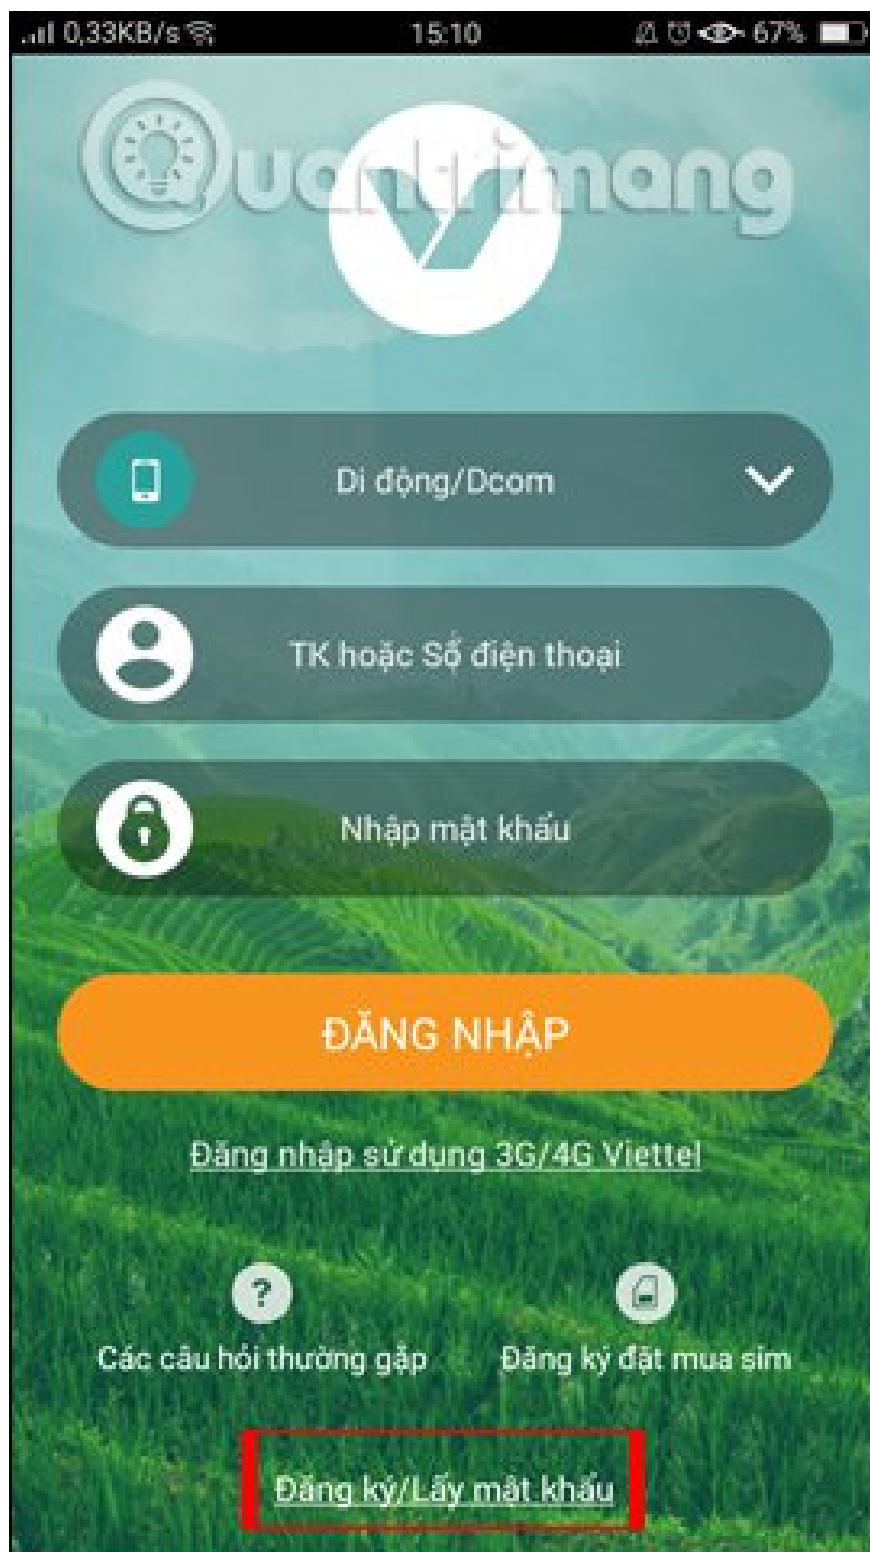 0,33KB/s 15:10 67%
Quantrimang
Di động/Dcom
TK hoặc Số điện thoại
Nhập mật khẩu
ĐĂNG NHẬP
Đăng nhập sử dụng 3G/4G Viettel
?
Các câu hỏi thường gặp Đăng ký đặt mua sim
Đăng ký/Lấy mật khẩu